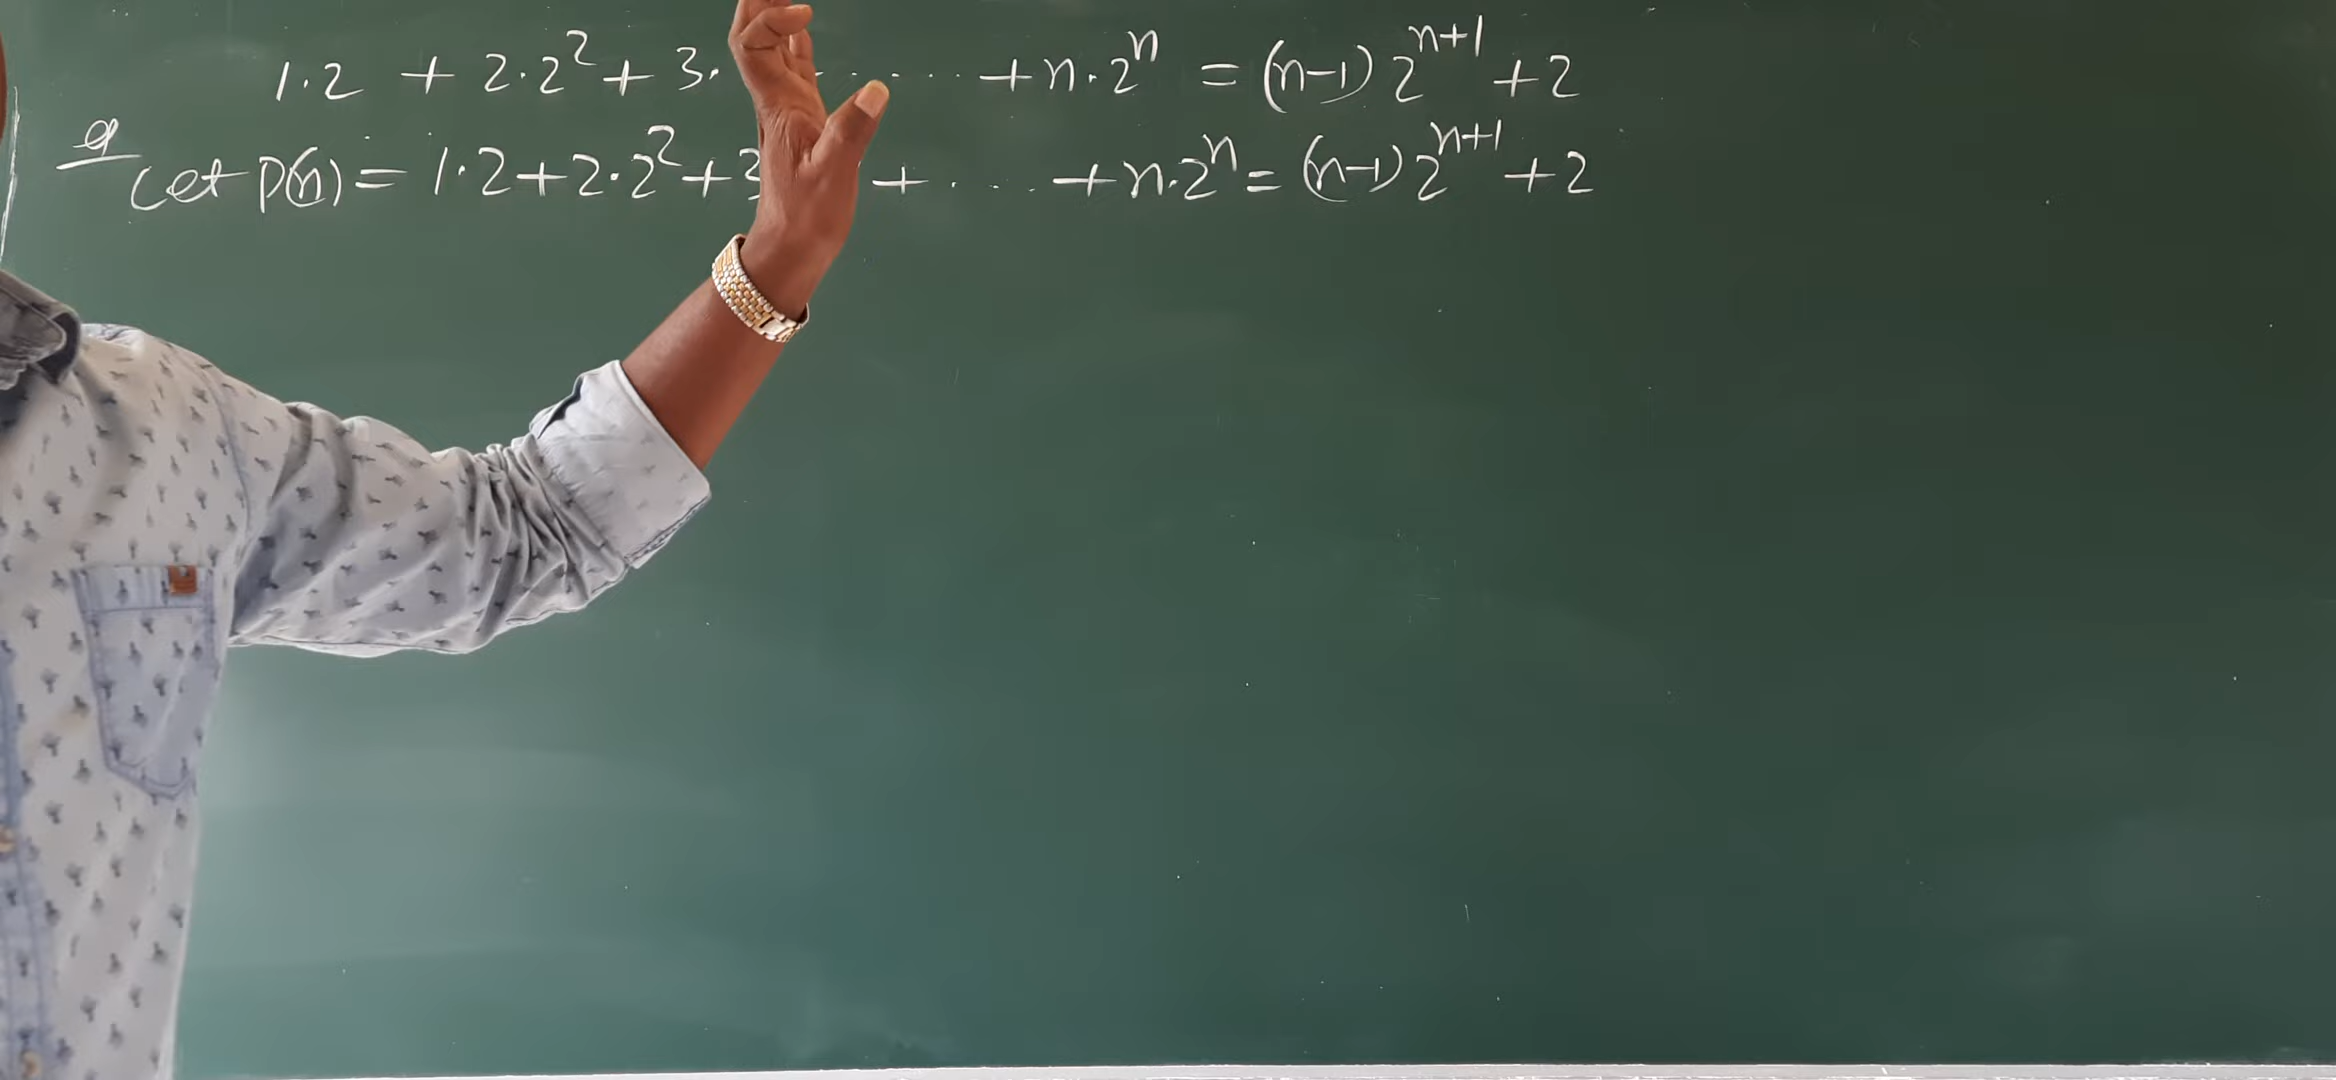 1·2 + 2·2² + 3· ..... + n·2ⁿ = (n-1) 2ⁿ⁺¹ + 2
Let P(n) = 1·2 + 2·2² + 3 + .... + n·2ⁿ = (n-1) 2ⁿ⁺¹ + 2